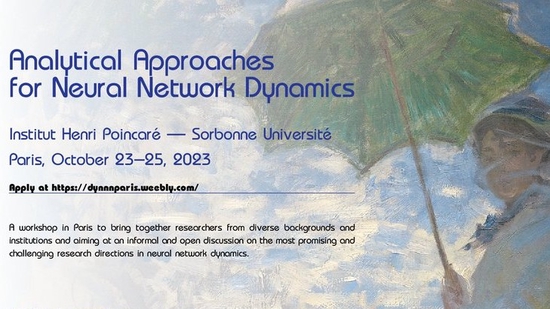 Analytical Approaches
for Neural Network Dynamics
Institut Henri Poincaré — Sorbonne Université
Paris, October 23–25, 2023
Apply at https://dynnnparis.weebly.com/
A workshop in Paris to bring together researchers from diverse backgrounds and
institutions and aiming at an informal and open discussion on the most promising and
challenging research directions in neural network dynamics.